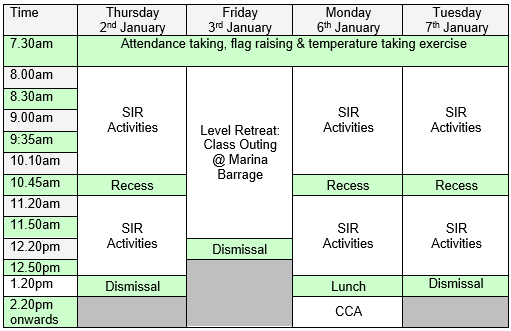 Time Thursday Friday Monday Tuesday
2nd January 3rd January 6th January 7th January
7.30am Attendance taking, flag raising & temperature taking exercise
8.00am
8.30am
9.00am
9:35am
10.10am
SIR
Activities
Level Retreat:
Class Outing
@ Marina
Barrage
SIR
Activities
SIR
Activities
10.45am Recess Recess Recess
11.20am
11.50am
12.20pm
12.50pm
SIR
Activities
Dismissal
SIR
Activities
SIR
Activities
1.20pm Dismissal Lunch Dismissal
2.20pm
onwards
CCA